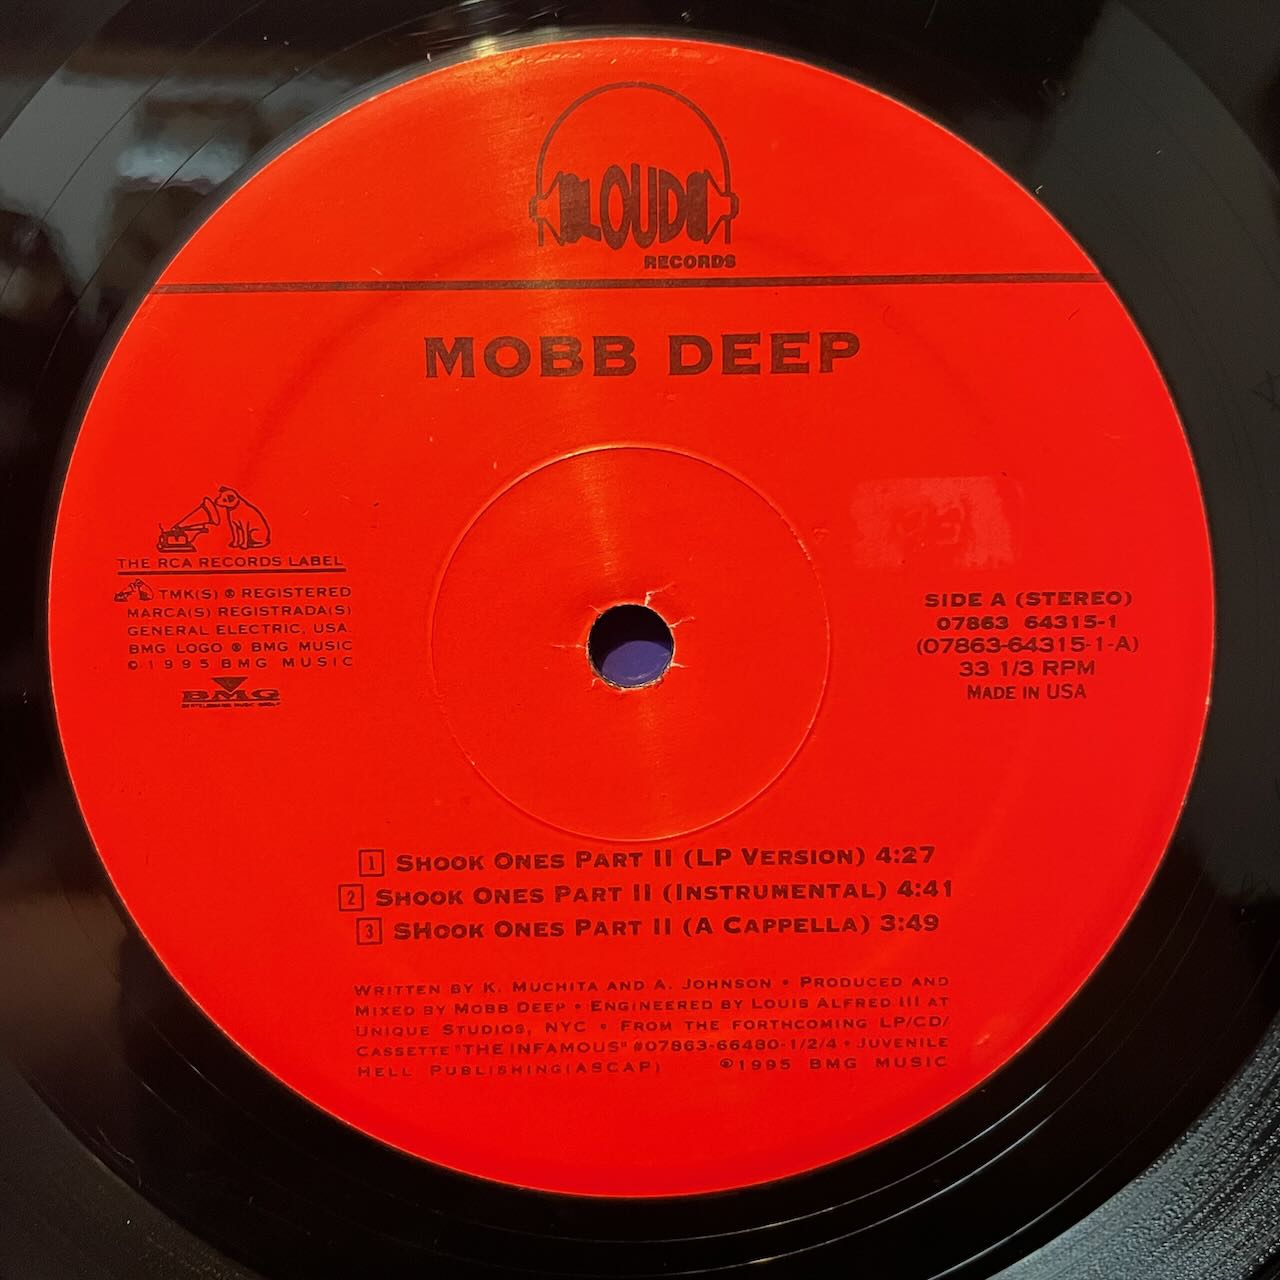 LOUD
RECORDS
MOBB DEEP
THE RCA RECORDS LABEL
TMK(S) ® REGISTERED
MARCA(S) REGISTRADA(S)
GENERAL ELECTRIC, USA.
BMG LOGO ® BMG MUSIC
© 1995 BMG MUSIC
BMG
BERTELSMANN MUSIC GROUP
SIDE A (STEREO)
07863 64315-1
(07863-64315-1-A)
33 1/3 RPM
MADE IN USA
1 SHOOK ONES PART II (LP VERSION) 4:27
2 SHOOK ONES PART II (INSTRUMENTAL) 4:41
3 SHOOK ONES PART II (A CAPPELLA) 3:49
WRITTEN BY K. MUCHITA AND A. JOHNSON • PRODUCED AND
MIXED BY MOBB DEEP • ENGINEERED BY LOUIS ALFRED III AT
UNIQUE STUDIOS, NYC • FROM THE FORTHCOMING LP/CD/
CASSETTE "THE INFAMOUS" #07863-66480-1/2/4 • JUVENILE
HELL PUBLISHING(ASCAP) ℗1995 BMG MUSIC